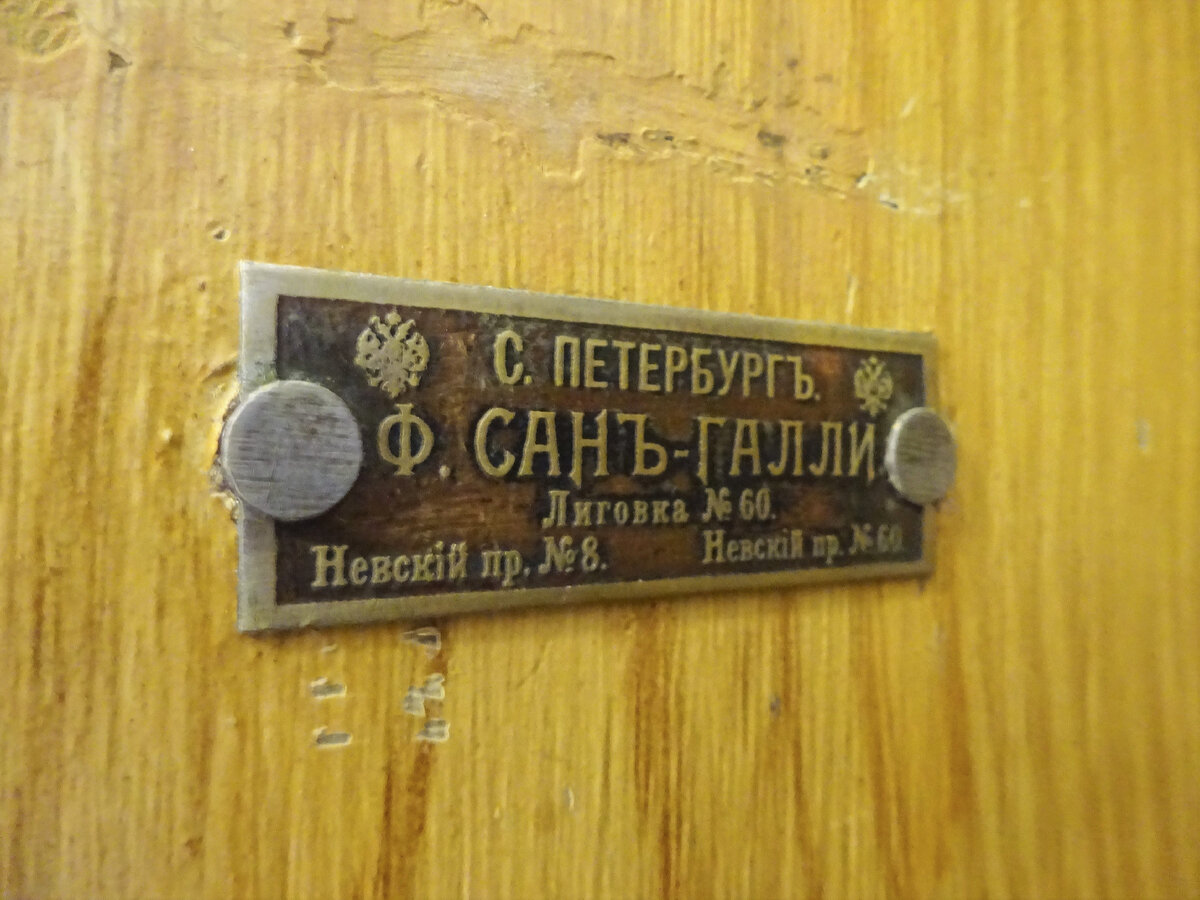 С. ПЕТЕРБУРГЪ.
Ф САНЪ-ГАЛЛИ
Лиговка № 60.
Невскій пр. № 8. Невскій пр. № 60